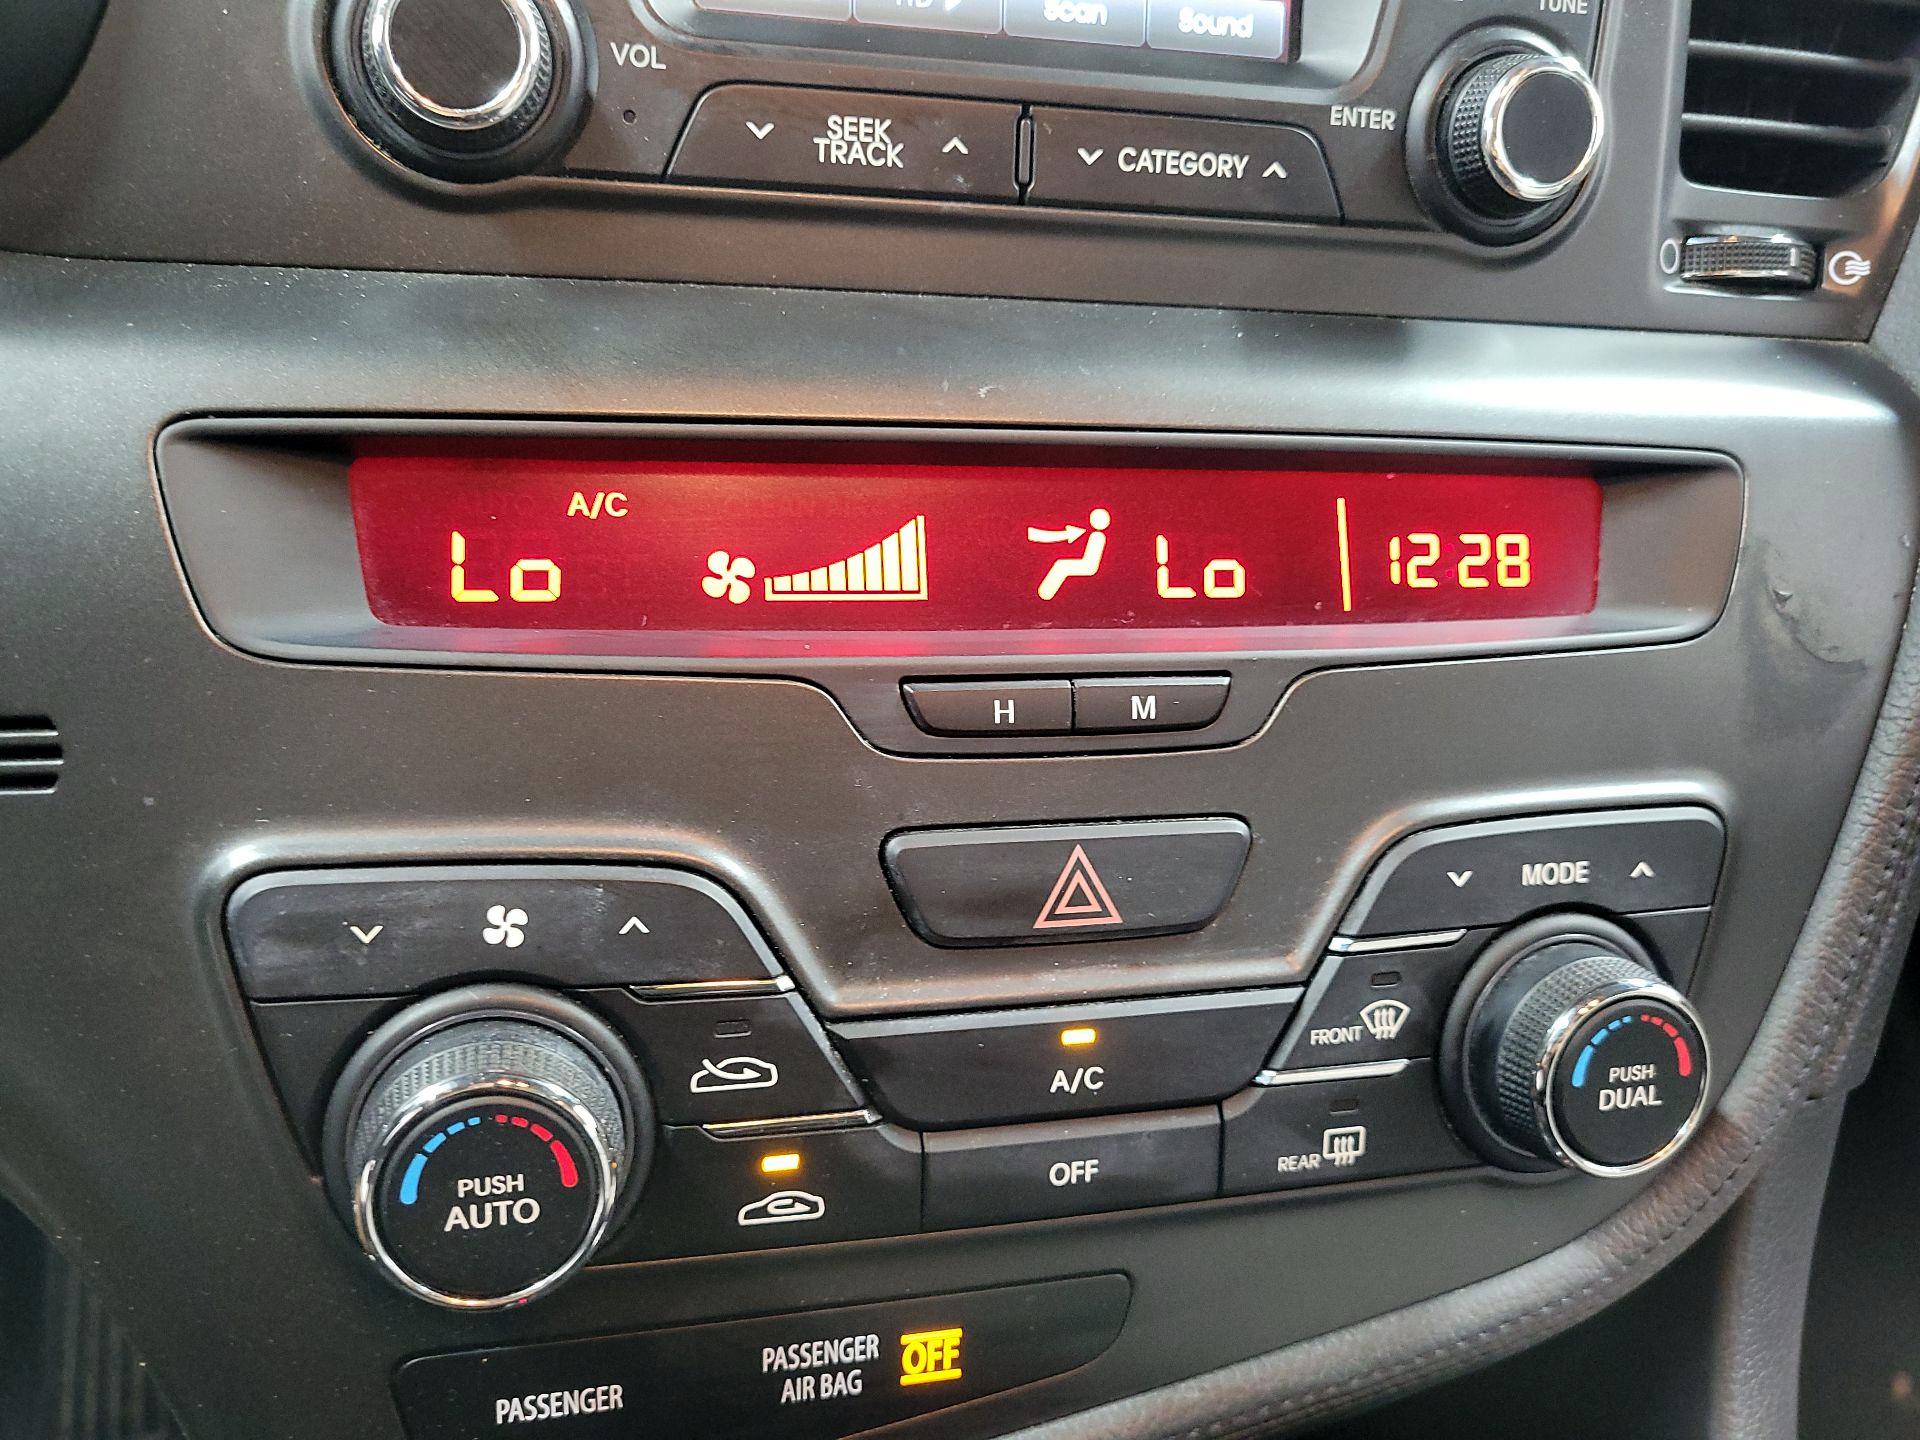 Scan
Sound
TUNE
VOL
SEEK
TRACK
CATEGORY
ENTER
A/C
Lo
Lo
12:28
H
M
MODE
FRONT
A/C
PUSH
DUAL
REAR
OFF
PUSH
AUTO
PASSENGER
AIR BAG
OFF
PASSENGER